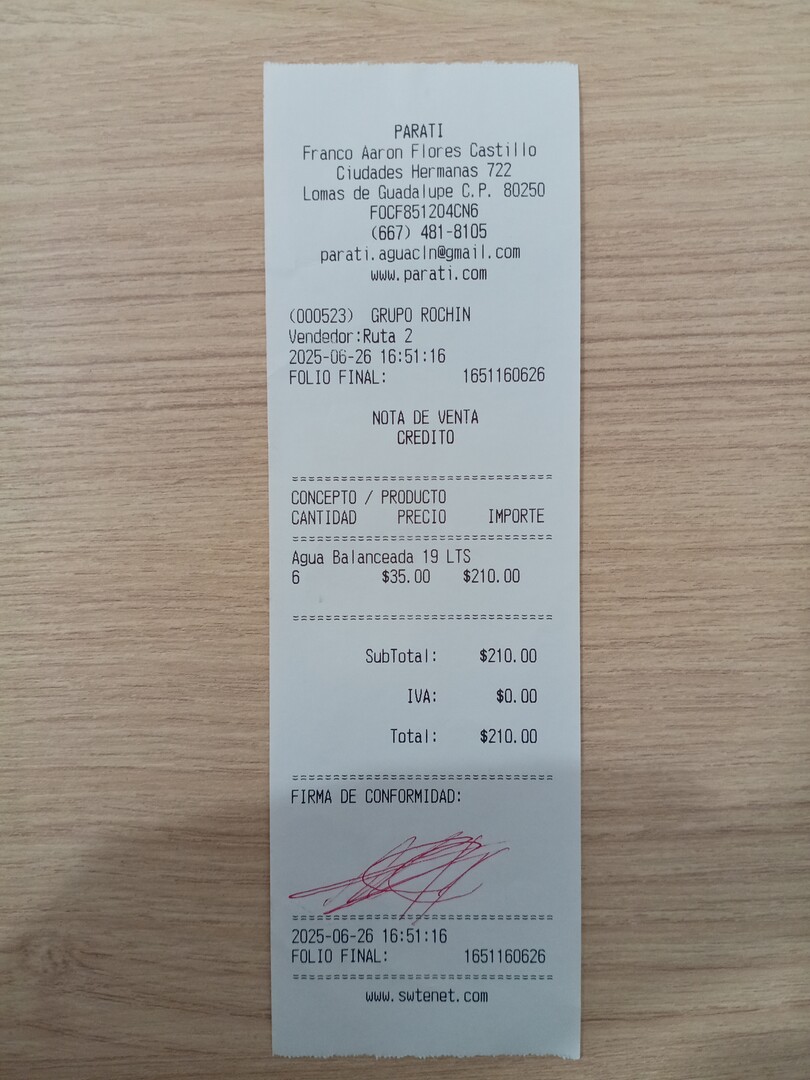 PARATI
Franco Aaron Flores Castillo
Ciudades Hermanas 722
Lomas de Guadalupe C.P. 80250
FOCF851204CN6
(667) 481-8105
parati.aguacln@gmail.com
www.parati.com
(000523) GRUPO ROCHIN
Vendedor:Ruta 2
2025-06-26 16:51:16
FOLIO FINAL: 1651160626
NOTA DE VENTA
CREDITO
CONCEPTO / PRODUCTO
CANTIDAD PRECIO IMPORTE
Agua Balanceada 19 LTS
6 $35.00 $210.00
SubTotal: $210.00
IVA: $0.00
Total: $210.00
FIRMA DE CONFORMIDAD:
2025-06-26 16:51:16
FOLIO FINAL: 1651160626
www.swtenet.com